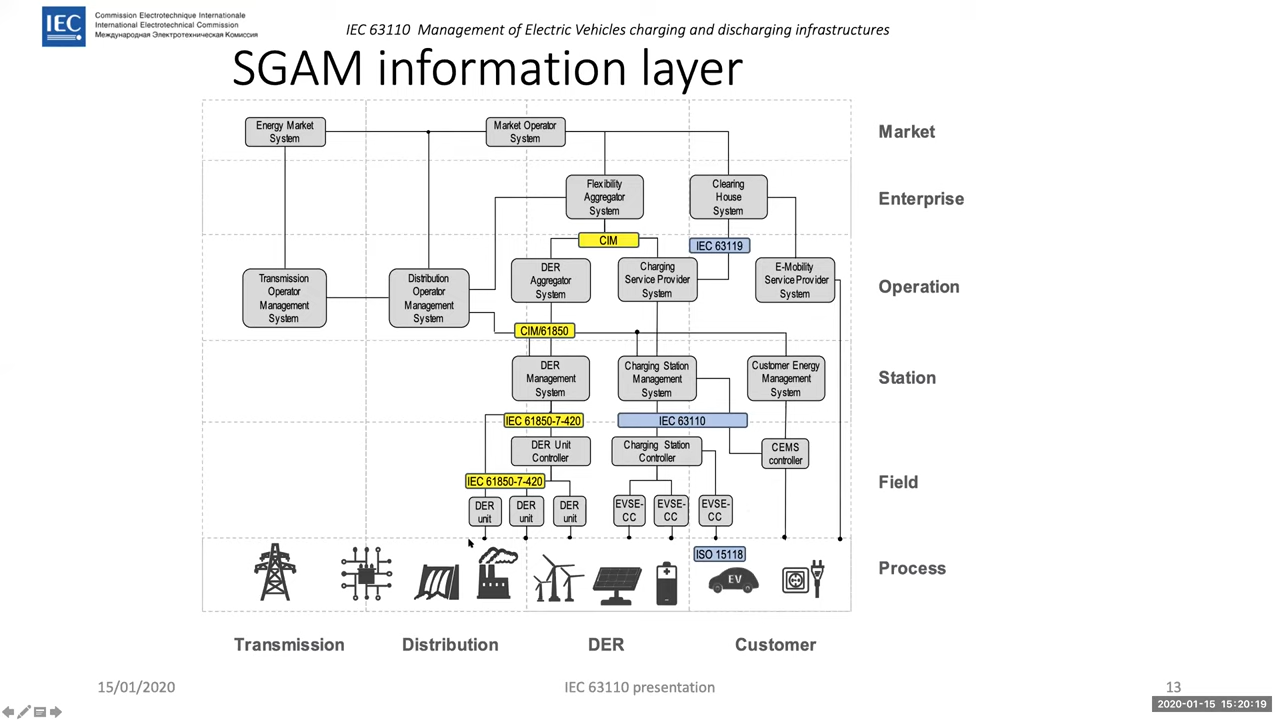 IEC
Commission Electrotechnique Internationale
International Electrotechnical Commission
Международная Электротехническая Комиссия
IEC 63110 Management of Electric Vehicles charging and discharging infrastructures
SGAM information layer
Energy Market
System
Market Operator
System
Market
Flexibility
Aggregator
System
Clearing
House
System
Enterprise
CIM
IEC 63119
Transmission
Operator
Management
System
Distribution
Operator
Management
System
DER
Aggregator
System
Charging
Service Provider
System
E-Mobility
Service Provider
System
Operation
CIM/61850
DER
Management
System
Charging Station
Management
System
Customer Energy
Management
System
Station
IEC 61850-7-420
IEC 63110
DER Unit
Controller
Charging Station
Controller
CEMS
controller
Field
IEC 61850-7-420
DER
unit
DER
unit
DER
unit
EVSE-
CC
EVSE-
CC
EVSE-
CC
ISO 15118
EV
Process
Transmission
Distribution
DER
Customer
15/01/2020
IEC 63110 presentation
13
2020-01-15 15:20:19